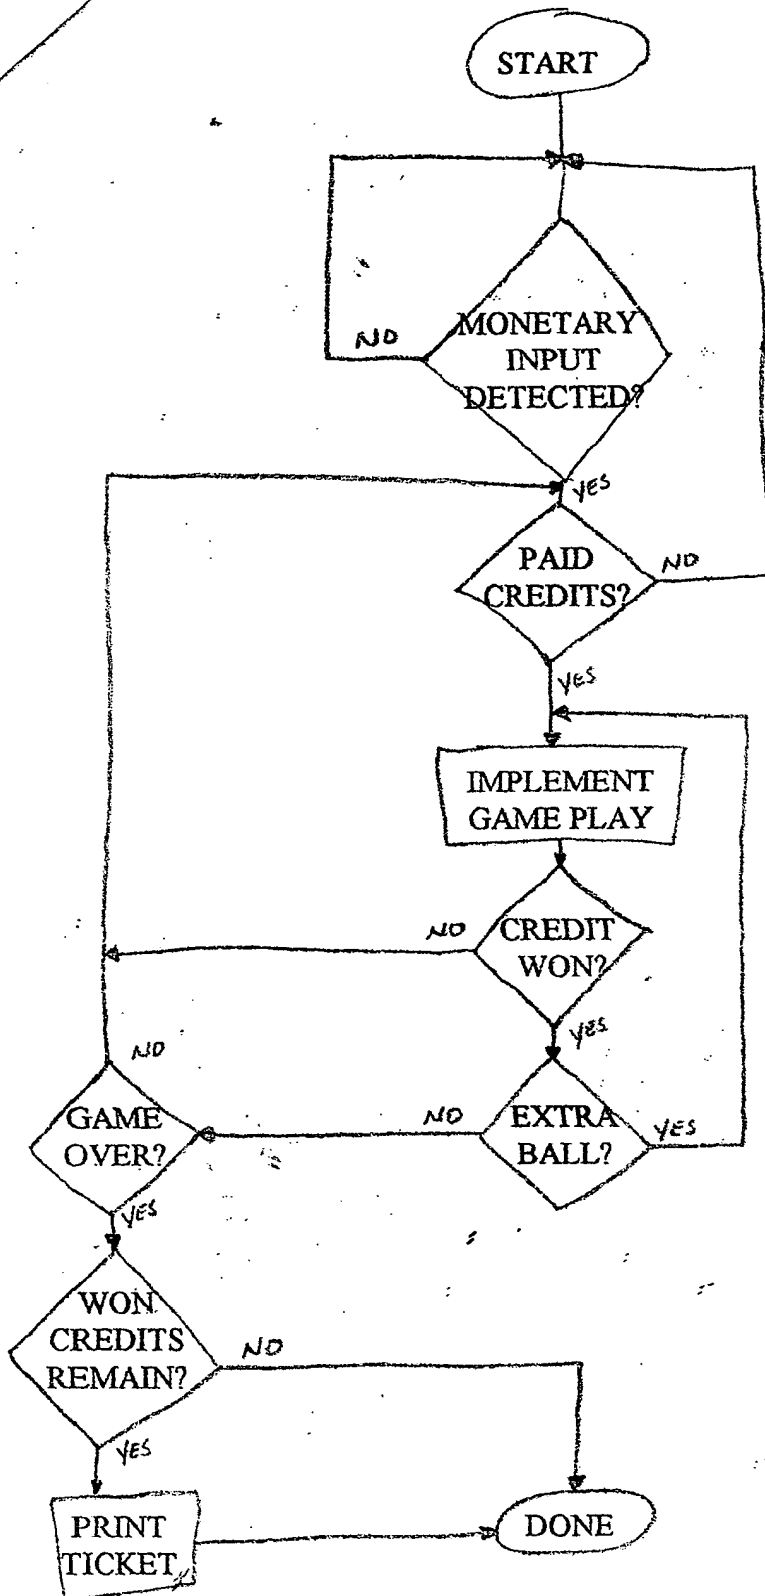 START
NO
MONETARY
INPUT
DETECTED?
YES
PAID
CREDITS?
NO
YES
IMPLEMENT
GAME PLAY
NO
CREDIT
WON?
YES
NO
GAME
OVER?
NO
EXTRA
BALL?
YES
YES
WON
CREDITS
REMAIN?
NO
YES
PRINT
TICKET
DONE